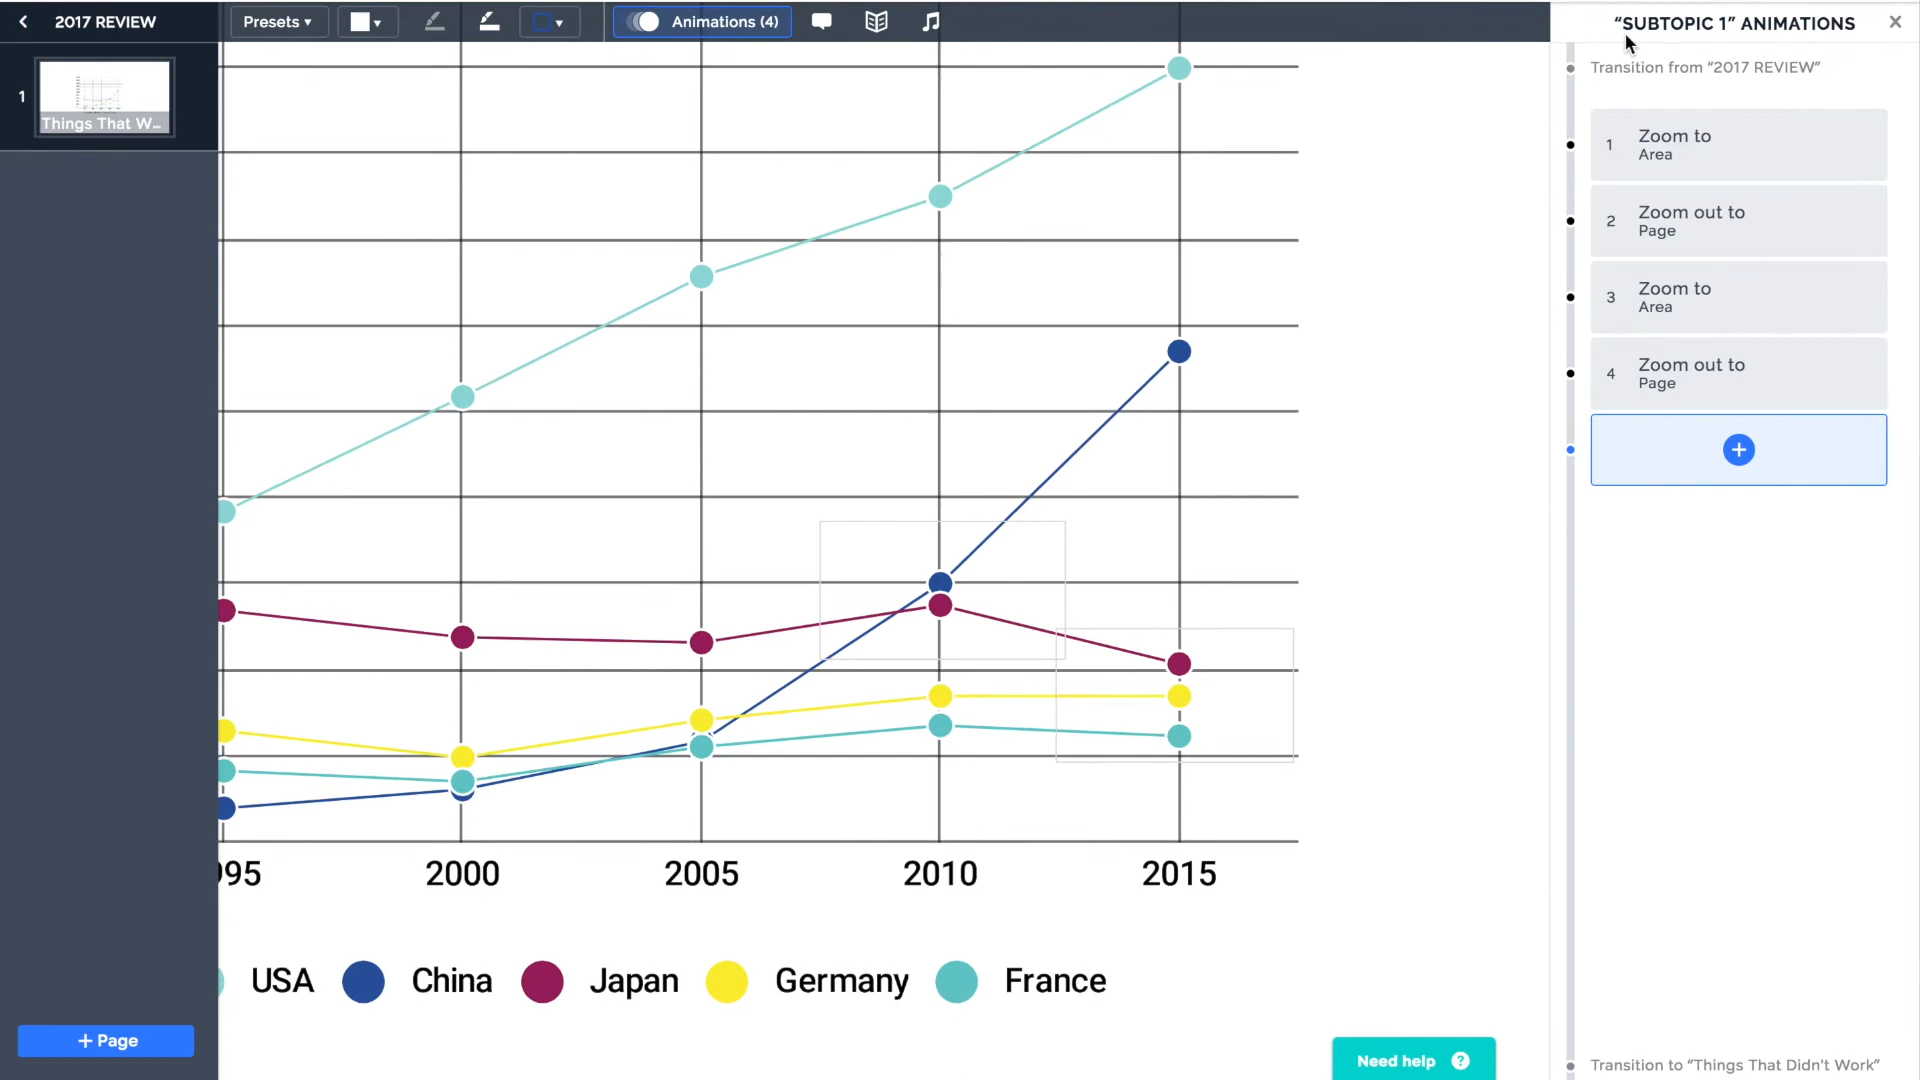 2017 REVIEW
Presets
Animations (4)
"SUBTOPIC 1" ANIMATIONS
1
Things That W...
Transition from "2017 REVIEW"
1 Zoom to
Area
2 Zoom out to
Page
3 Zoom to
Area
4 Zoom out to
Page
95 2000 2005 2010 2015
USA China Japan Germany France
+ Page
Need help ?
Transition to "Things That Didn't Work"